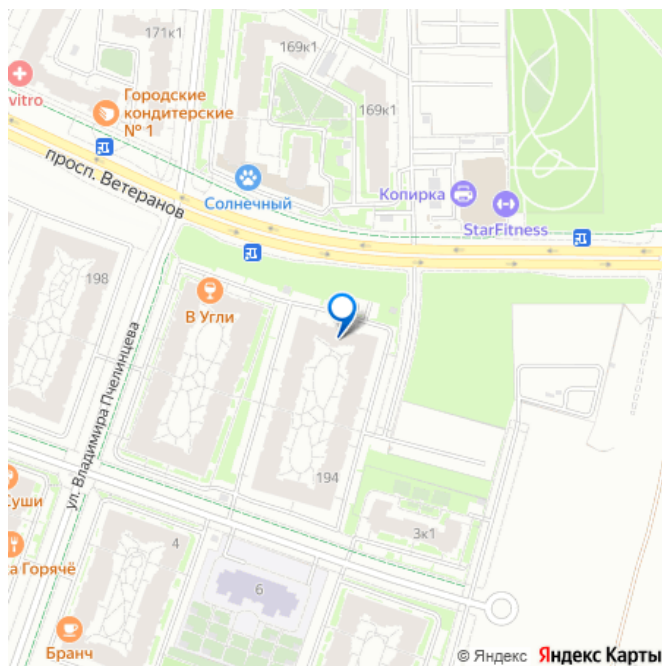 171к1
169к1
vitro
Городские
кондитерские
№ 1
169к1
просп. Ветеранов
Солнечный
Копирка
StarFitness
198
В Угли
ул. Владимира Пчелинцева
194
Суши
3к1
4
ка Горячё
6
Бранч
© Яндекс Яндекс Карты